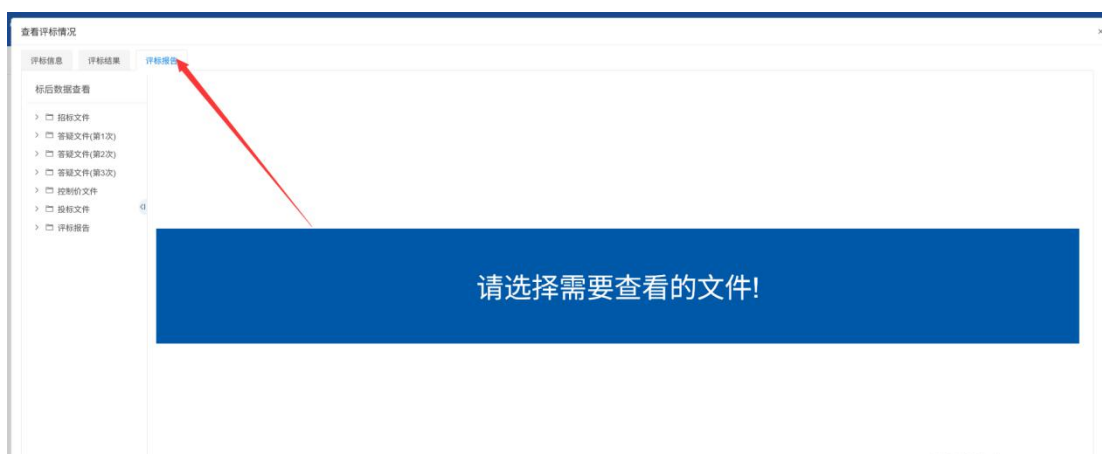 查看评标情况
评标信息 评标结果 评标报告
标后数据查看
招标文件
答疑文件(第1次)
答疑文件(第2次)
答疑文件(第3次)
控制价文件
投标文件
评标报告
请选择需要查看的文件!